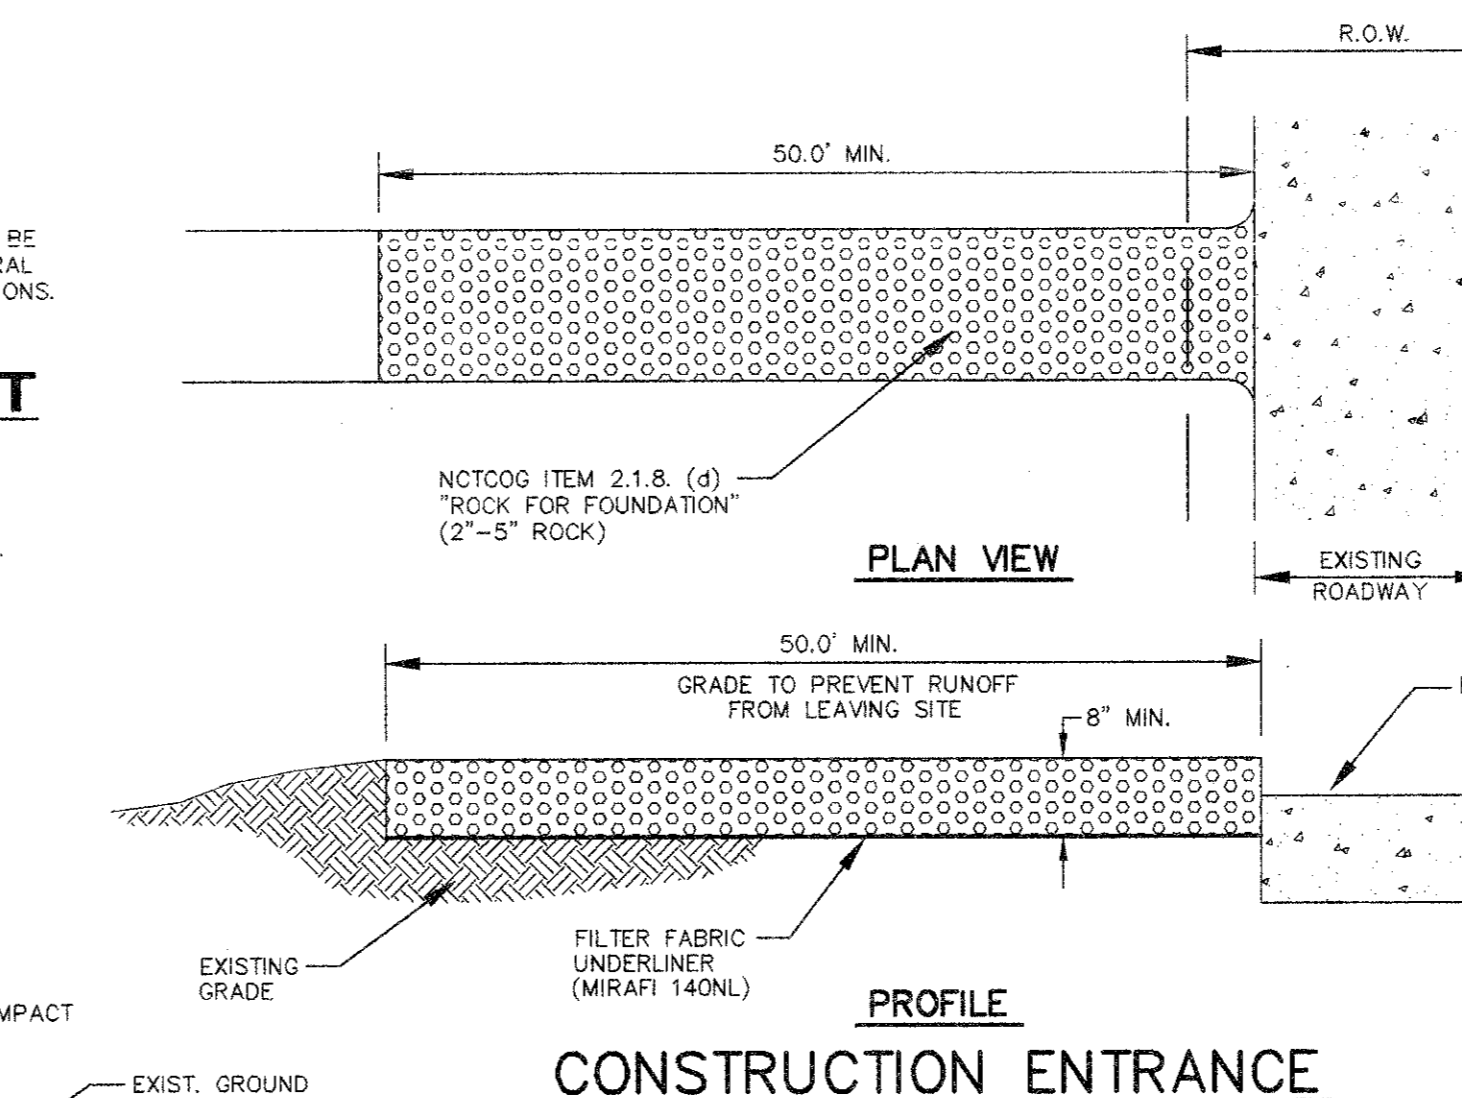 R.O.W.
50.0' MIN.
BE
RAL
ONS.
T
NCTCOG ITEM 2.1.8. (d)
"ROCK FOR FOUNDATION"
(2"-5" ROCK)
PLAN VIEW
EXISTING
ROADWAY
50.0' MIN.
GRADE TO PREVENT RUNOFF
FROM LEAVING SITE
8" MIN.
EXISTING
GRADE
FILTER FABRIC
UNDERLINER
(MIRAFI 140NL)
PROFILE
MPACT
CONSTRUCTION ENTRANCE
EXIST. GROUND